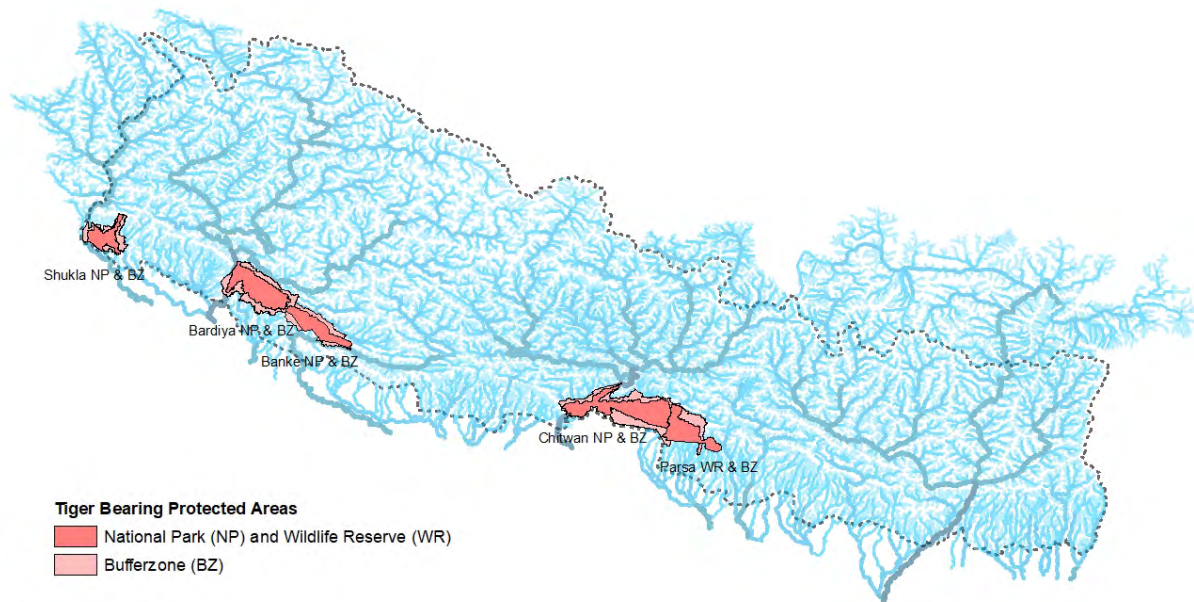 Shukla NP & BZ
Bardiya NP & BZ
Banke NP & BZ
Chitwan NP & BZ
Parsa WR & BZ
Tiger Bearing Protected Areas
National Park (NP) and Wildlife Reserve (WR)
Bufferzone (BZ)